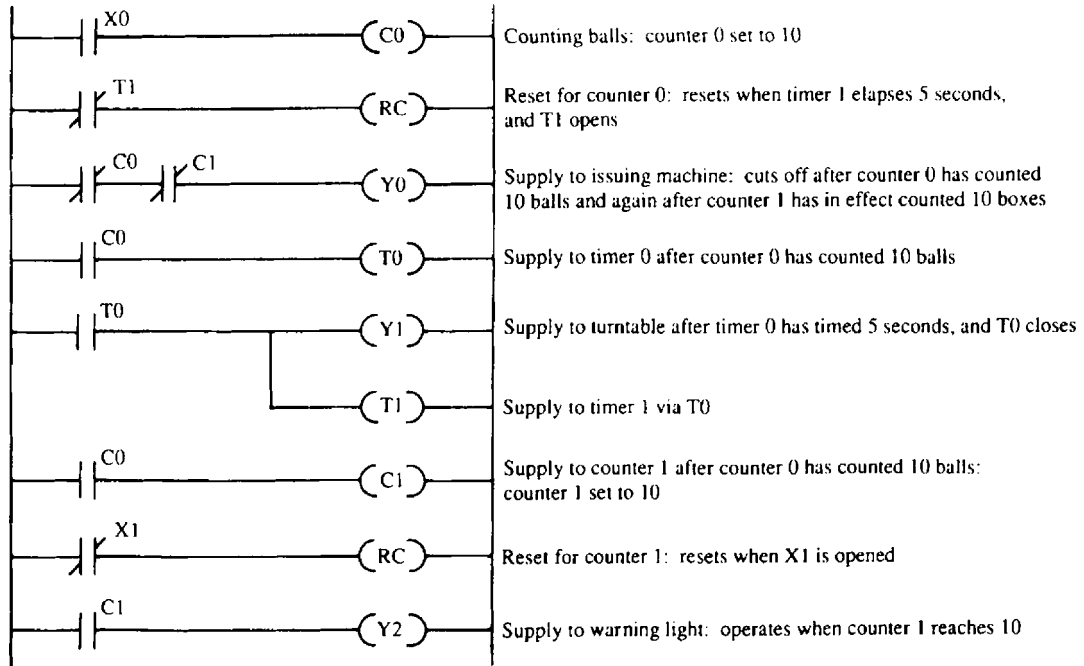 X0
C0
Counting balls: counter 0 set to 10
T1
RC
Reset for counter 0: resets when timer 1 elapses 5 seconds,
and T1 opens
C0 C1
Y0
Supply to issuing machine: cuts off after counter 0 has counted
10 balls and again after counter 1 has in effect counted 10 boxes
C0
T0
Supply to timer 0 after counter 0 has counted 10 balls
T0
Y1
Supply to turntable after timer 0 has timed 5 seconds, and T0 closes
T1
Supply to timer 1 via T0
C0
C1
Supply to counter 1 after counter 0 has counted 10 balls:
counter 1 set to 10
X1
RC
Reset for counter 1: resets when X1 is opened
C1
Y2
Supply to warning light: operates when counter 1 reaches 10